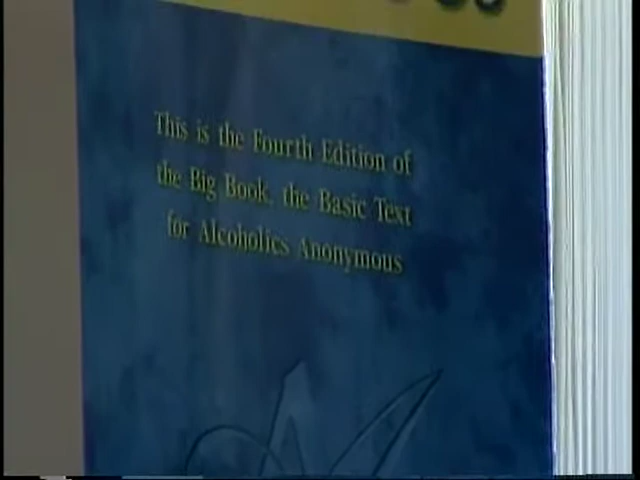 This is the Fourth Edition of
the Big Book, the Basic Text
for Alcoholics Anonymous